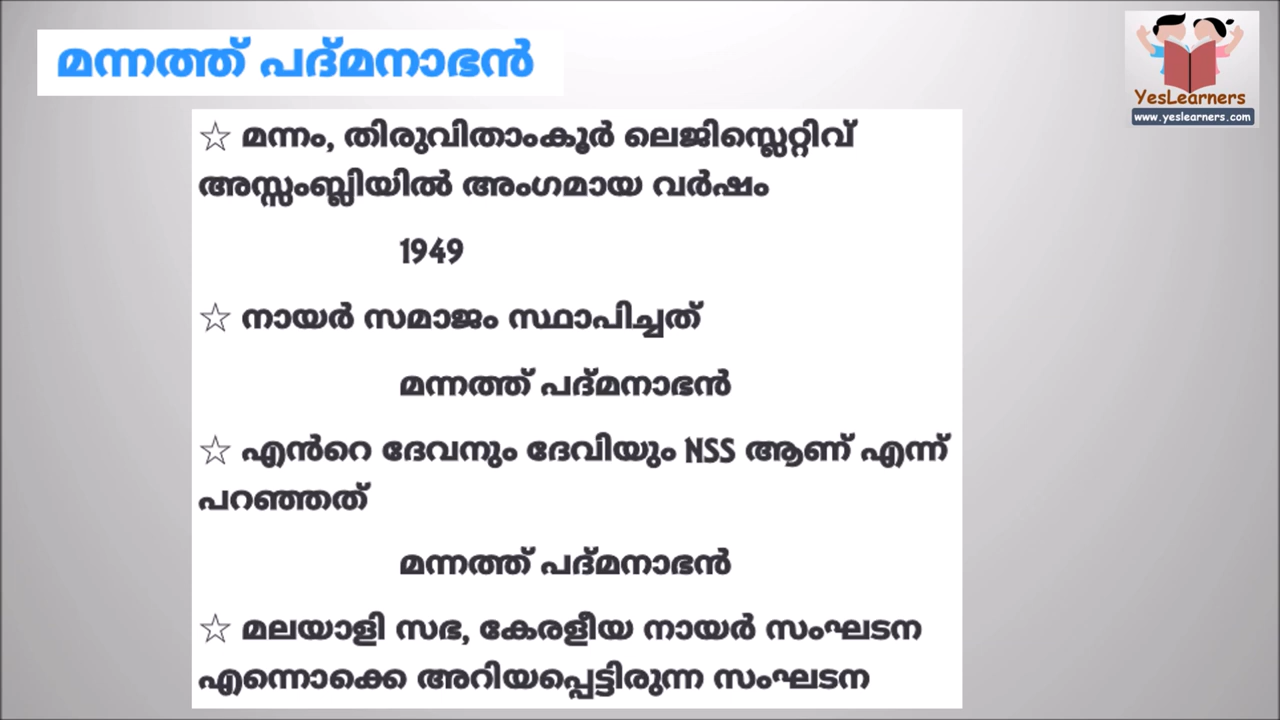 മന്നത്ത് പദ്മനാഭൻ
YesLearners
www.yeslearners.com
☆ മന്നം, തിരുവിതാംകൂർ ലെജിസ്ലെറ്റിവ്
അസ്സംബ്ലിയിൽ അംഗമായ വർഷം
1949
☆ നായർ സമാജം സ്ഥാപിച്ചത്
മന്നത്ത് പദ്മനാഭൻ
☆ എൻറെ ദേവനും ദേവിയും NSS ആണ് എന്ന്
പറഞ്ഞത്
മന്നത്ത് പദ്മനാഭൻ
☆ മലയാളി സഭ, കേരളീയ നായർ സംഘടന
എന്നൊക്കെ അറിയപ്പെട്ടിരുന്ന സംഘടന